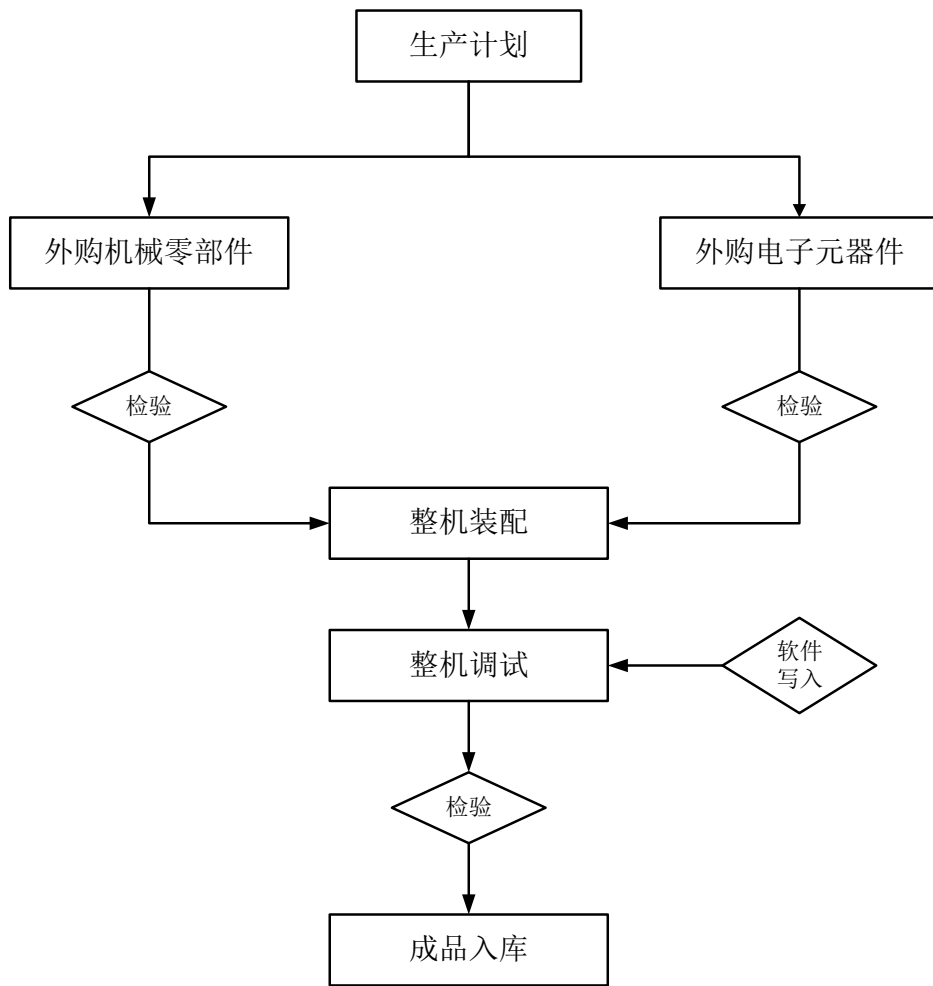 生产计划
外购机械零部件
外购电子元器件
检验
检验
整机装配
整机调试
软件
写入
检验
成品入库